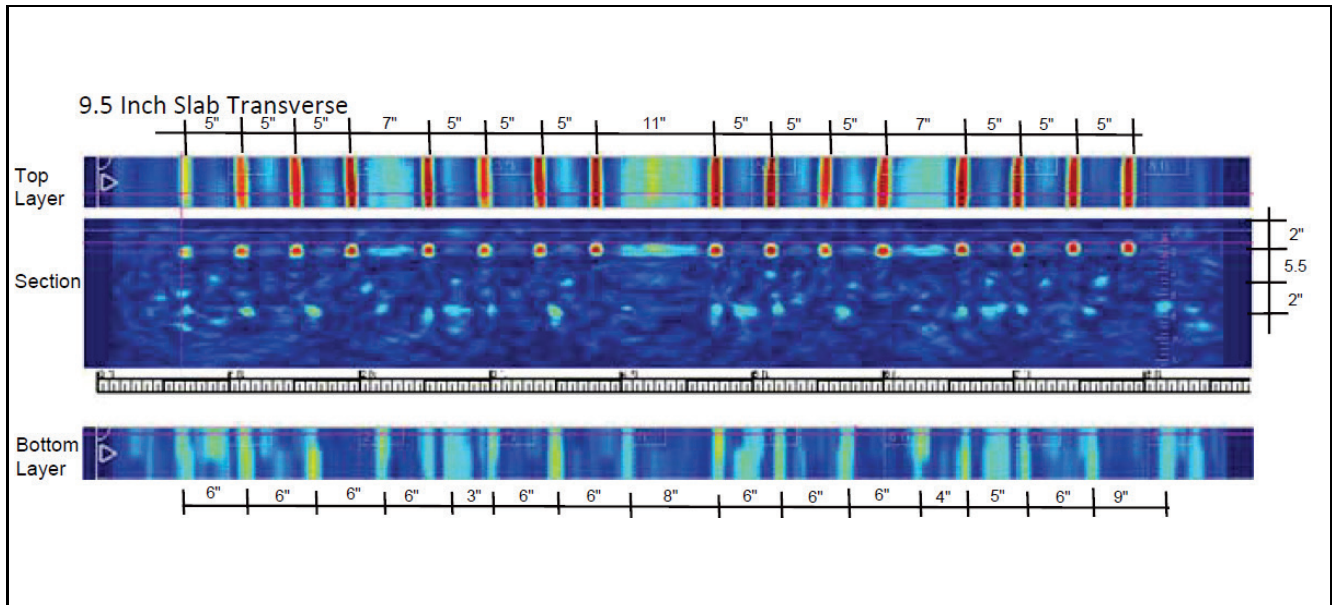 9.5 Inch Slab Transverse
5" 5" 5" 7" 5" 5" 5" 11" 5" 5" 5" 7" 5" 5" 5"
Top
Layer
2"
Section
5.5
2"
Bottom
Layer
6" 6" 6" 6" 3" 6" 6" 8" 6" 6" 6" 4" 5" 6" 9"